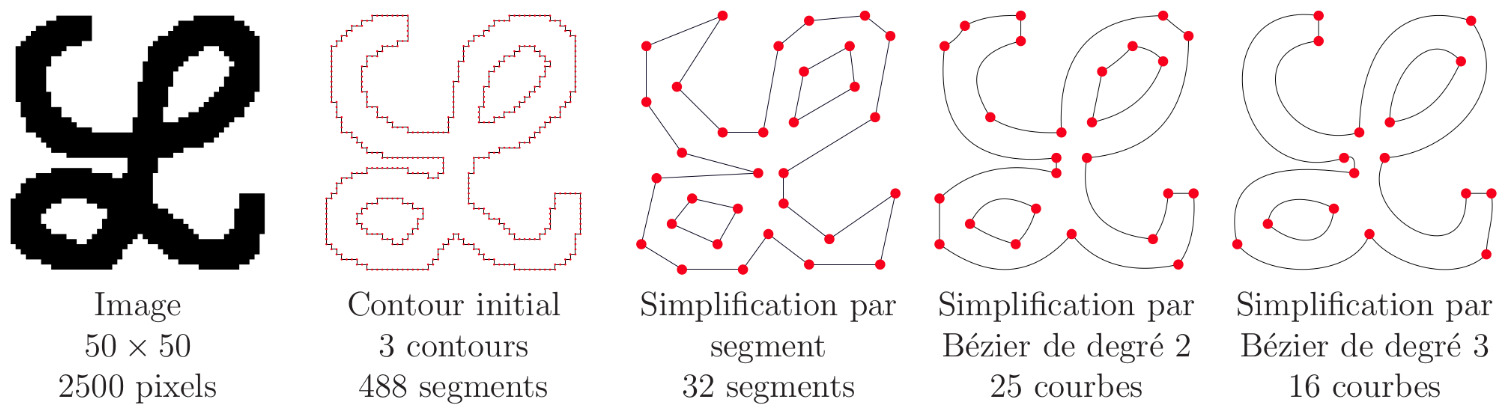 Image
50 × 50
2500 pixels
Contour initial
3 contours
488 segments
Simplification par
segment
32 segments
Simplification par
Bézier de degré 2
25 courbes
Simplification par
Bézier de degré 3
16 courbes